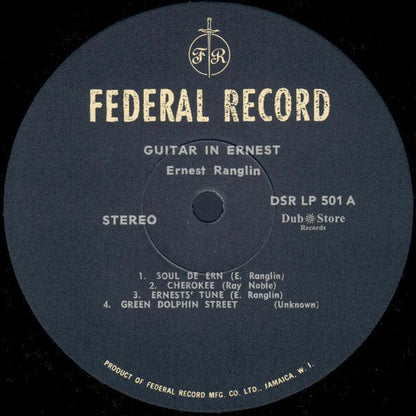 F R
FEDERAL RECORD
GUITAR IN ERNEST
Ernest Ranglin
DSR LP 501 A
STEREO
Dub Store
Records
1. SOUL DE ERN (E. Ranglin)
2. CHEROKEE (Ray Noble)
3. ERNESTS' TUNE (E. Ranglin)
4. GREEN DOLPHIN STREET (Unknown)
PRODUCT OF FEDERAL RECORD MFG. CO. LTD., JAMAICA, W. I.